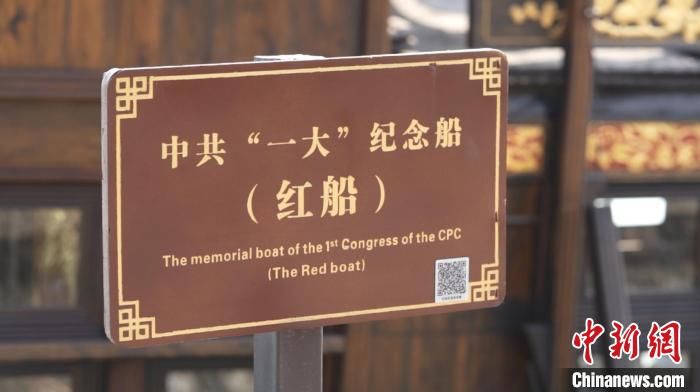 中共“一大”纪念船
（红船）
The memorial boat of the 1st Congress of the CPC
(The Red boat)
中新网
Chinanews.com